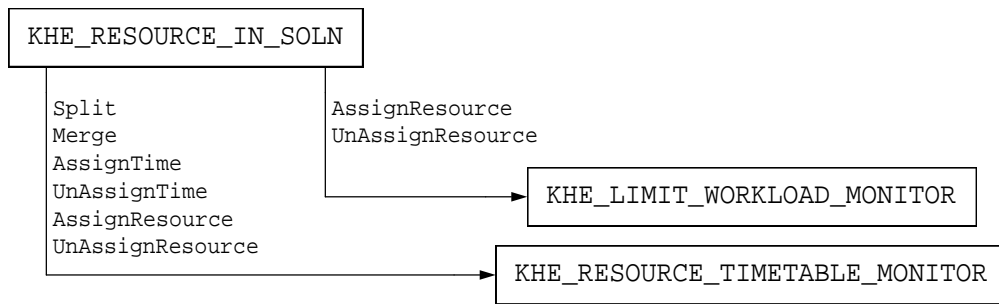 KHE_RESOURCE_IN_SOLN
Split
Merge
AssignTime
UnAssignTime
AssignResource
UnAssignResource
AssignResource
UnAssignResource
KHE_LIMIT_WORKLOAD_MONITOR
KHE_RESOURCE_TIMETABLE_MONITOR